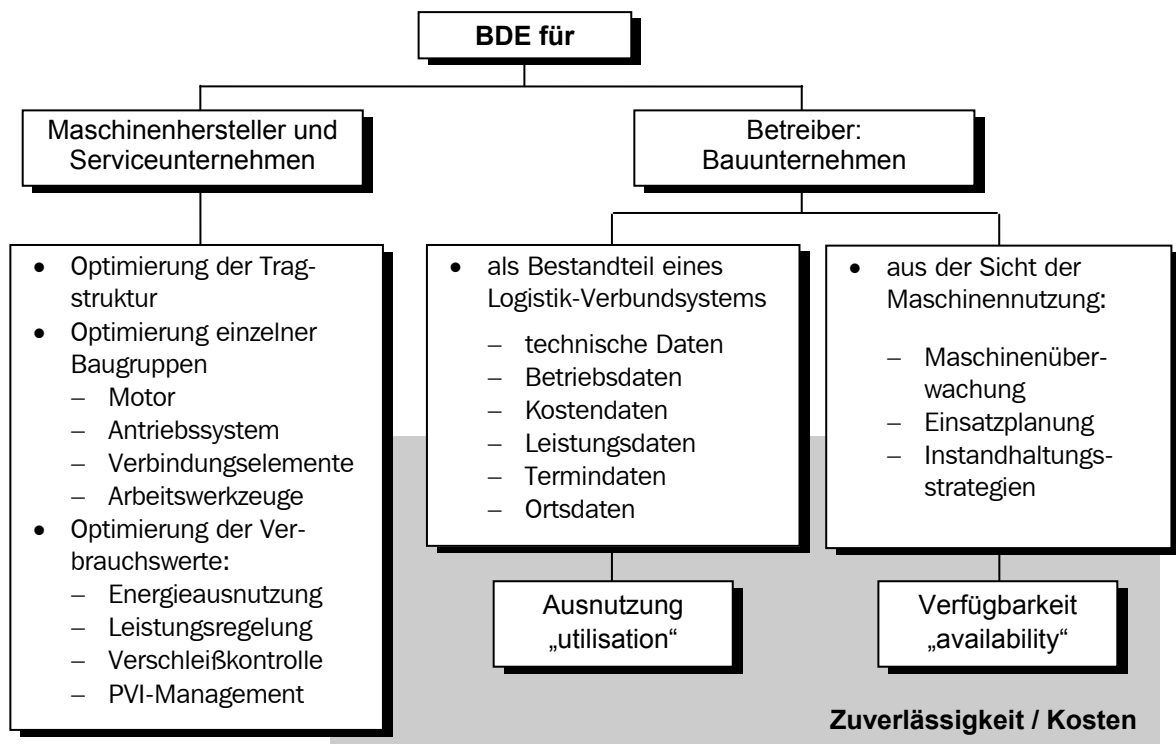 BDE für
Maschinenhersteller und
Serviceunternehmen
Betreiber:
Bauunternehmen
• Optimierung der Trag-
struktur
• Optimierung einzelner
Baugruppen
– Motor
– Antriebssystem
– Verbindungselemente
– Arbeitswerkzeuge
• Optimierung der Ver-
brauchswerte:
– Energieausnutzung
– Leistungsregelung
– Verschleißkontrolle
– PVI-Management
• als Bestandteil eines
Logistik-Verbundsystems
– technische Daten
– Betriebsdaten
– Kostendaten
– Leistungsdaten
– Termindaten
– Ortsdaten
• aus der Sicht der
Maschinennutzung:
– Maschinenüber-
wachung
– Einsatzplanung
– Instandhaltungs-
strategien
Ausnutzung
„utilisation“
Verfügbarkeit
„availability“
Zuverlässigkeit / Kosten